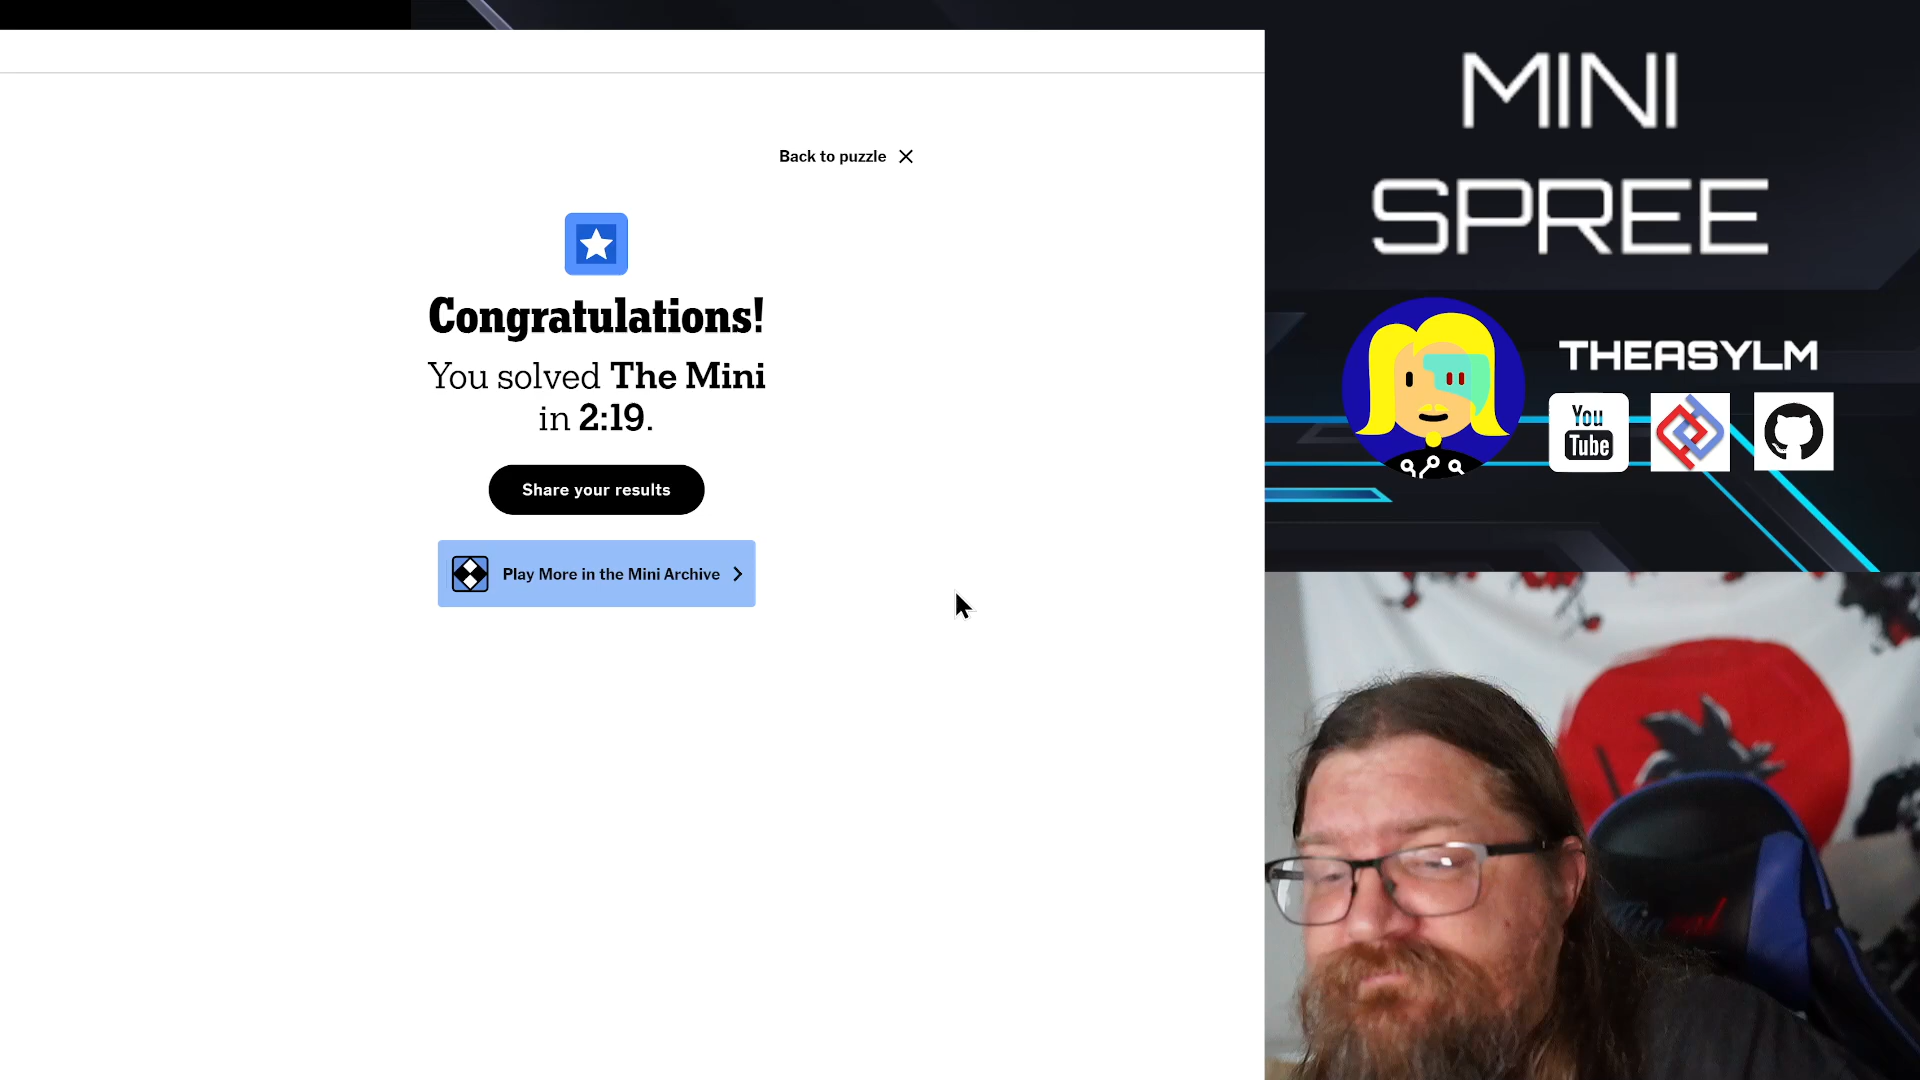 Back to puzzle
Congratulations!
You solved The Mini
in 2:19.
Share your results
Play More in the Mini Archive
MINI
SPREE
THEASYLM
You
Tube